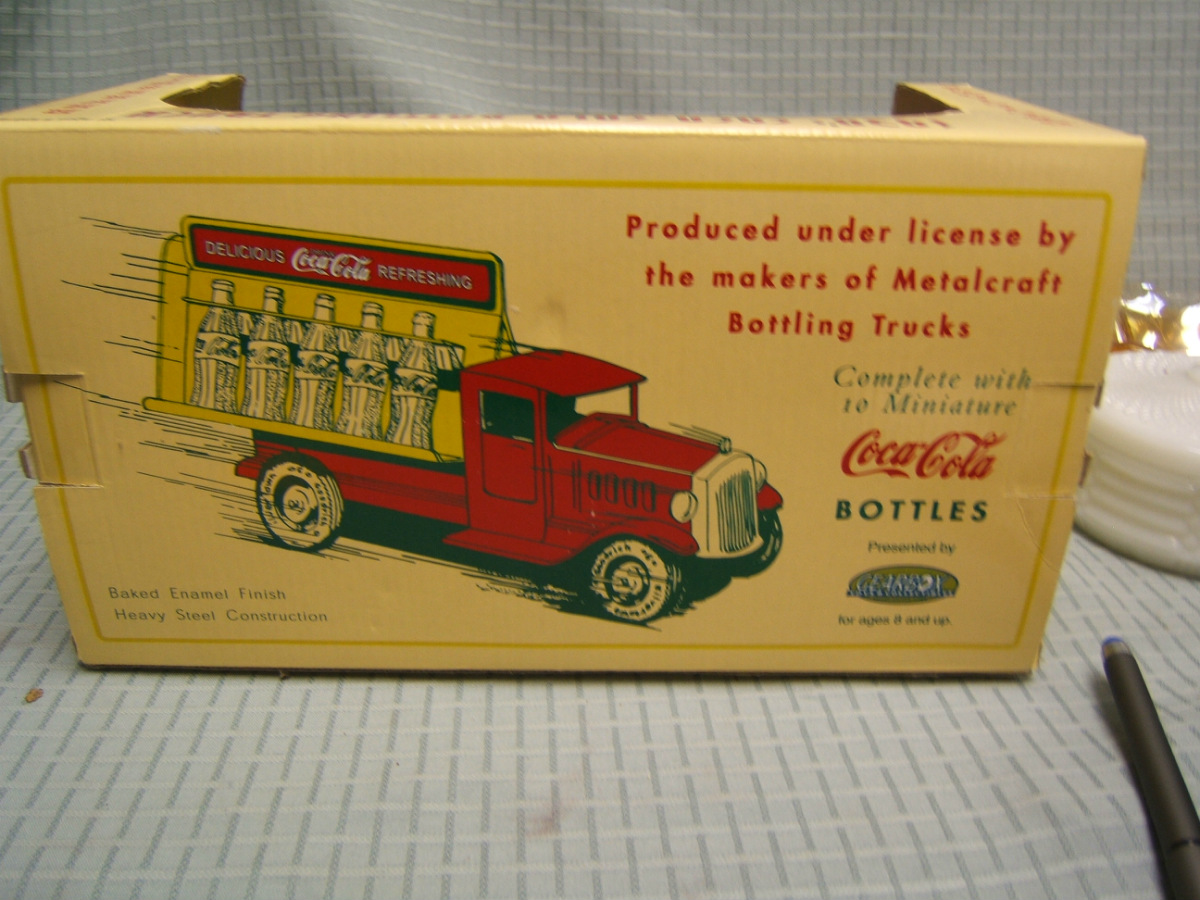 DELICIOUS Coca-Cola REFRESHING
Produced under license by
the makers of Metalcraft
Bottling Trucks
Complete with
10 Miniature
Coca-Cola
BOTTLES
Presented by
GEARBOX
for ages 8 and up.
Baked Enamel Finish
Heavy Steel Construction